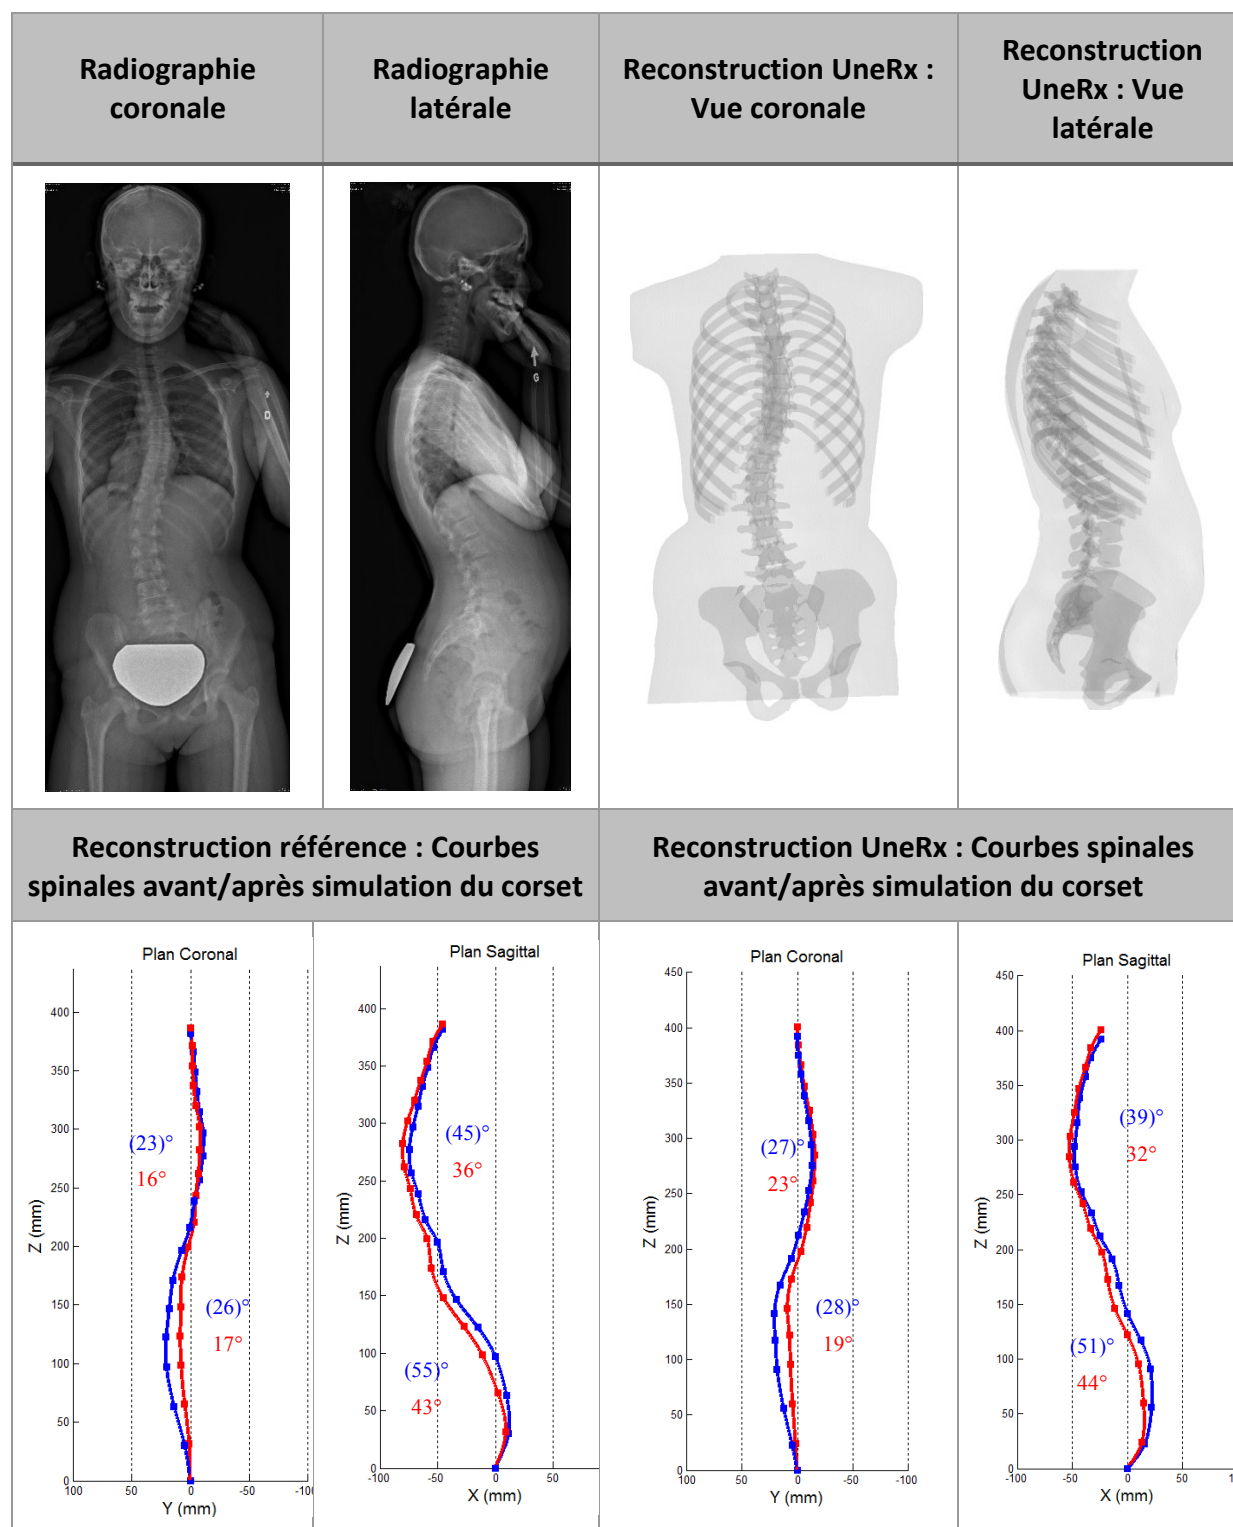 Radiographie
coronale
Radiographie
latérale
Reconstruction UneRx :
Vue coronale
Reconstruction
UneRx : Vue
latérale
D
G
Reconstruction référence : Courbes
spinales avant/après simulation du corset
Reconstruction UneRx : Courbes spinales
avant/après simulation du corset
Plan Coronal
400
350
300
250
200
150
100
50
0
Z (mm)
(23)°
16°
(26)°
17°
100
50
0
-50
-100
Y (mm)
Plan Sagittal
400
350
300
250
200
150
100
50
0
Z (mm)
(45)°
36°
(55)°
43°
-100
-50
0
50
X (mm)
Plan Coronal
450
400
350
300
250
200
150
100
50
0
Z (mm)
(27)°
23°
(28)°
19°
100
50
0
-50
-100
Y (mm)
Plan Sagittal
450
400
350
300
250
200
150
100
50
0
Z (mm)
(39)°
32°
(51)°
44°
-100
-50
0
50
X (mm)